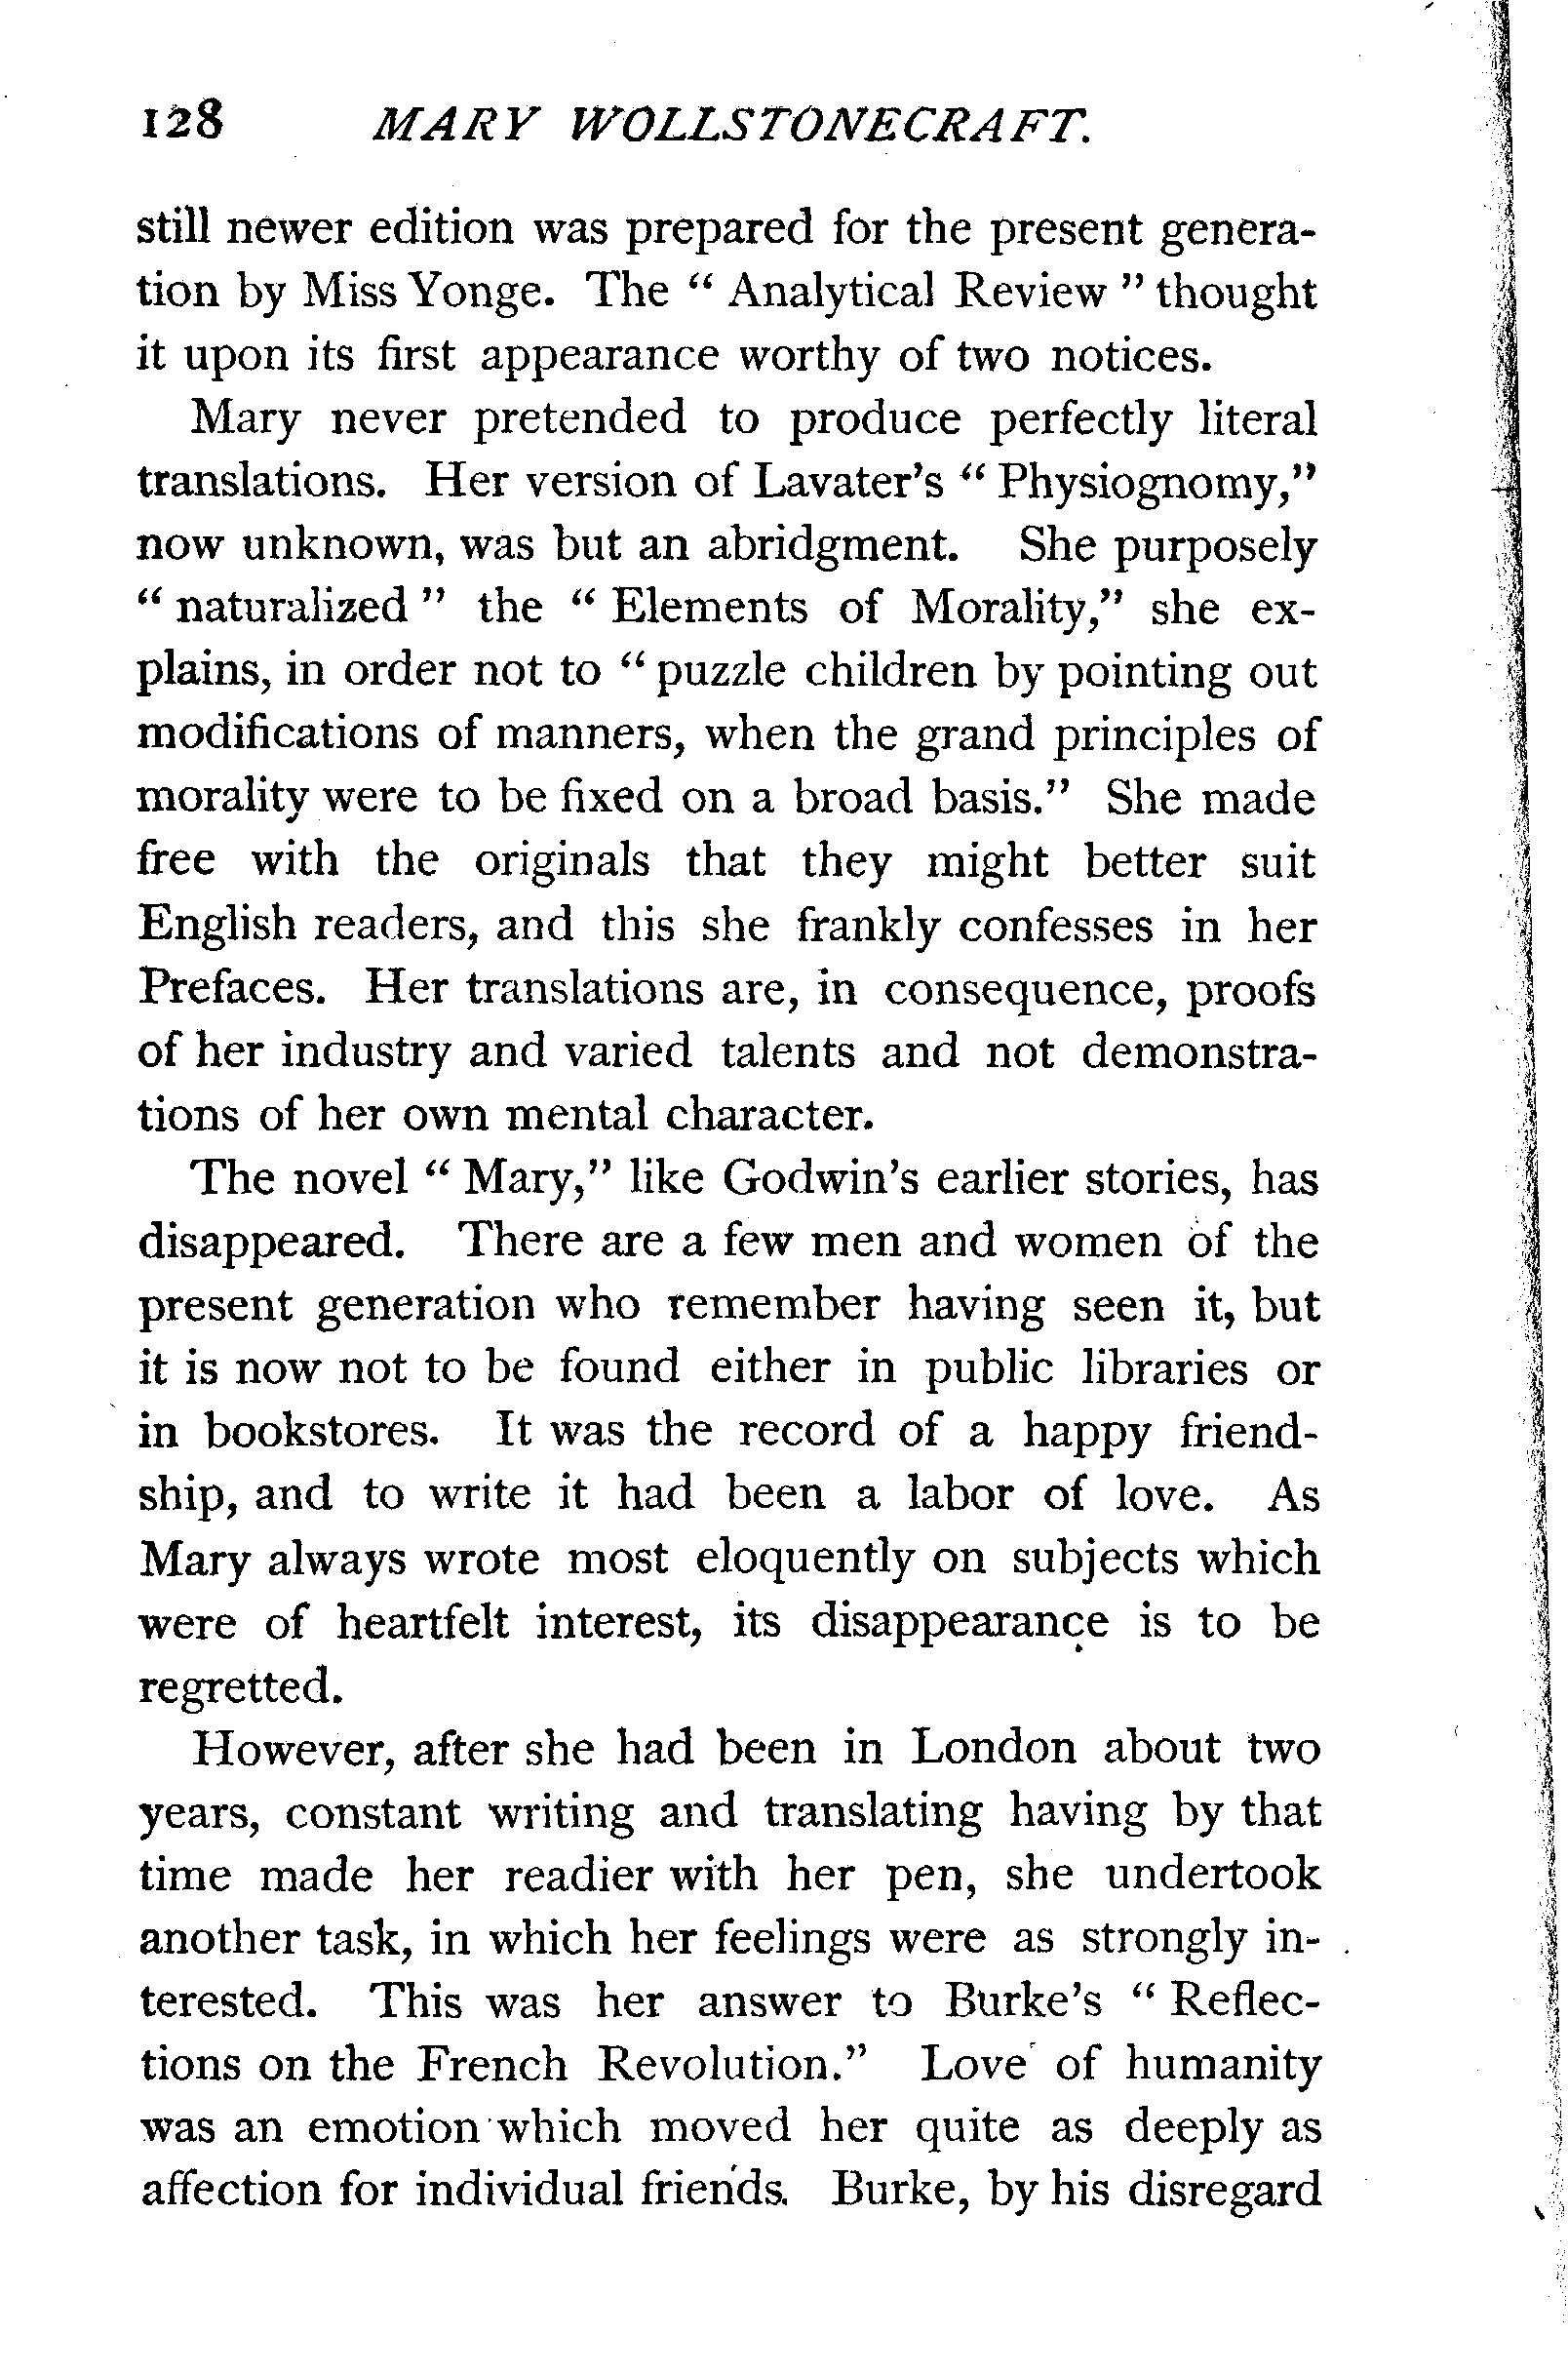 128 MARY WOLLSTONECRAFT.
still newer edition was prepared for the present genera-
tion by Miss Yonge. The “ Analytical Review ” thought
it upon its first appearance worthy of two notices.
Mary never pretended to produce perfectly literal
translations. Her version of Lavater’s “ Physiognomy,”
now unknown, was but an abridgment. She purposely
“ naturalized ” the “ Elements of Morality,” she ex-
plains, in order not to “ puzzle children by pointing out
modifications of manners, when the grand principles of
morality were to be fixed on a broad basis.” She made
free with the originals that they might better suit
English readers, and this she frankly confesses in her
Prefaces. Her translations are, in consequence, proofs
of her industry and varied talents and not demonstra-
tions of her own mental character.
The novel “ Mary,” like Godwin’s earlier stories, has
disappeared. There are a few men and women of the
present generation who remember having seen it, but
it is now not to be found either in public libraries or
in bookstores. It was the record of a happy friend-
ship, and to write it had been a labor of love. As
Mary always wrote most eloquently on subjects which
were of heartfelt interest, its disappearance is to be
regretted.
However, after she had been in London about two
years, constant writing and translating having by that
time made her readier with her pen, she undertook
another task, in which her feelings were as strongly in-
terested. This was her answer to Burke’s “ Reflec-
tions on the French Revolution.” Love of humanity
was an emotion which moved her quite as deeply as
affection for individual friends. Burke, by his disregard